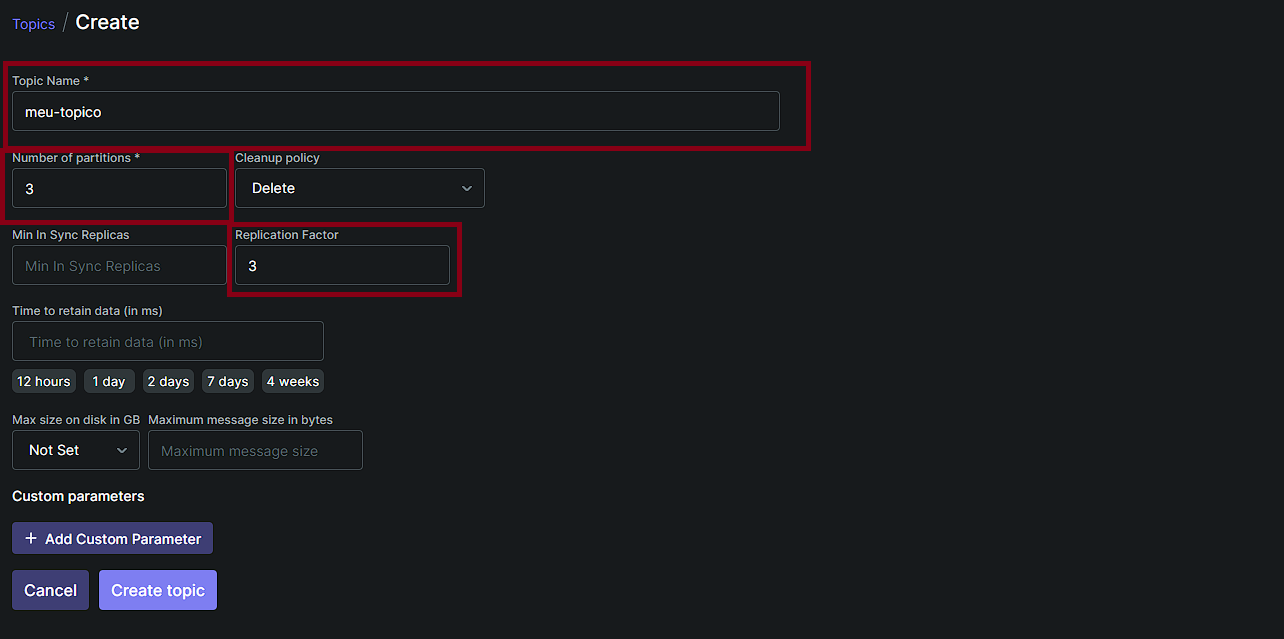 Topics / Create
Topic Name *
meu-topico
Number of partitions * Cleanup policy
3 Delete
Min In Sync Replicas Replication Factor
Min In Sync Replicas 3
Time to retain data (in ms)
Time to retain data (in ms)
12 hours 1 day 2 days 7 days 4 weeks
Max size on disk in GB Maximum message size in bytes
Not Set Maximum message size
Custom parameters
+ Add Custom Parameter
Cancel Create topic